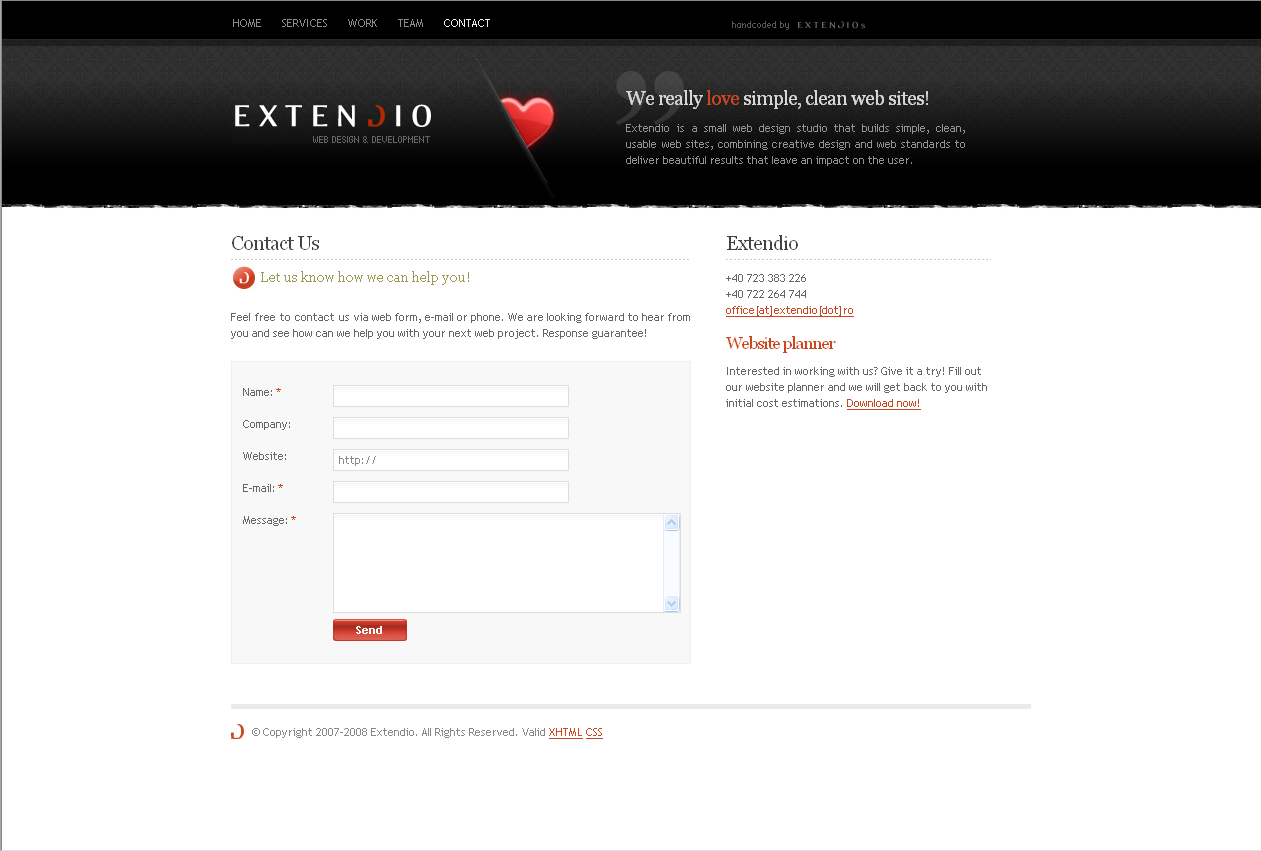 HOME SERVICES WORK TEAM CONTACT
handcoded by EXTENDIOs
EXTENDIO
WEB DESIGN & DEVELOPMENT
We really love simple, clean web sites!
Extendio is a small web design studio that builds simple, clean,
usable web sites, combining creative design and web standards to
deliver beautiful results that leave an impact on the user.
Contact Us
Let us know how we can help you!
Feel free to contact us via web form, e-mail or phone. We are looking forward to hear from
you and see how can we help you with your next web project. Response guarantee!
Name: *
Company:
Website:
http://
E-mail: *
Message: *
Send
Extendio
+40 723 383 226
+40 722 264 744
office[at]extendio[dot]ro
Website planner
Interested in working with us? Give it a try! Fill out
our website planner and we will get back to you with
initial cost estimations. Download now!
© Copyright 2007-2008 Extendio. All Rights Reserved. Valid XHTML CSS